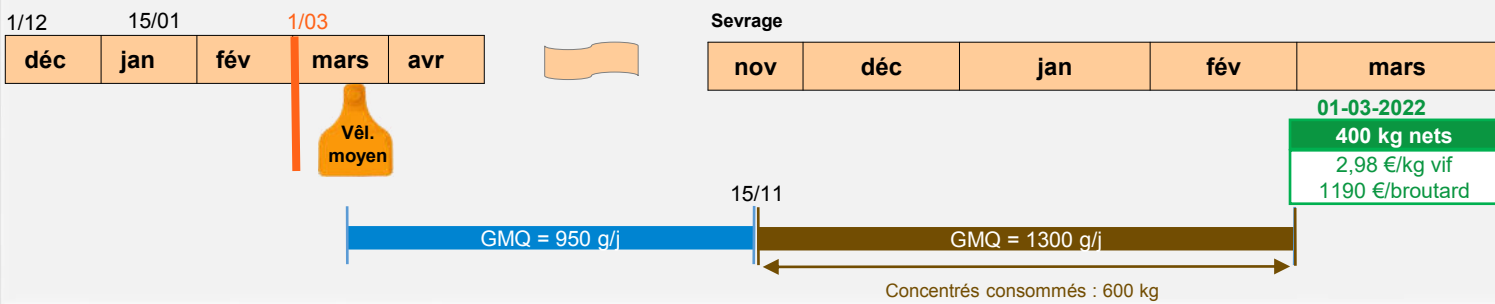 1/12
15/01
1/03
déc
jan
fév
mars
avr
Vêl.
moyen
Sevrage
nov
déc
jan
fév
mars
01-03-2022
400 kg nets
2,98 €/kg vif
1190 €/broutard
15/11
GMQ = 950 g/j
GMQ = 1300 g/j
Concentrés consommés : 600 kg